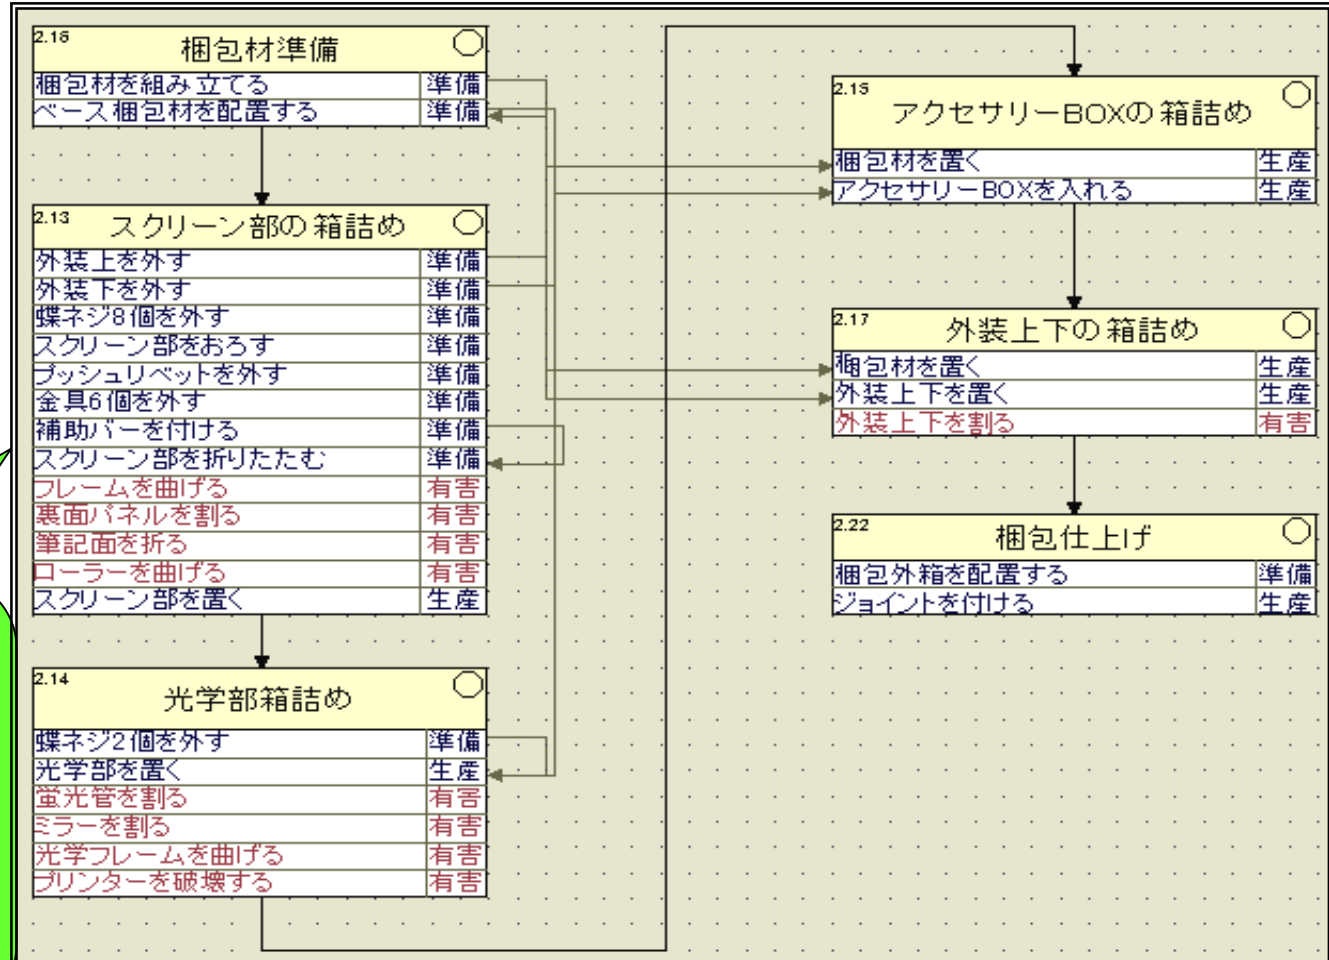 2.16 梱包材準備
梱包材を組み立てる 準備
ベース梱包材を配置する 準備
2.13 スクリーン部の箱詰め
外装上を外す 準備
外装下を外す 準備
蝶ネジ8個を外す 準備
スクリーン部をおろす 準備
プッシュリベットを外す 準備
金具6個を外す 準備
補助バーを付ける 準備
スクリーン部を折りたたむ 準備
フレームを曲げる 有害
裏面パネルを割る 有害
筆記面を折る 有害
ローラーを曲げる 有害
スクリーン部を置く 生産
2.14 光学部箱詰め
蝶ネジ2個を外す 準備
光学部を置く 生産
蛍光管を割る 有害
ミラーを割る 有害
光学フレームを曲げる 有害
プリンターを破壊する 有害
2.15 アクセサリーBOXの箱詰め
梱包材を置く 生産
アクセサリーBOXを入れる 生産
2.17 外装上下の箱詰め
梱包材を置く 生産
外装上下を置く 生産
外装上下を割る 有害
2.22 梱包仕上げ
梱包外箱を配置する 準備
ジョイントを付ける 生産